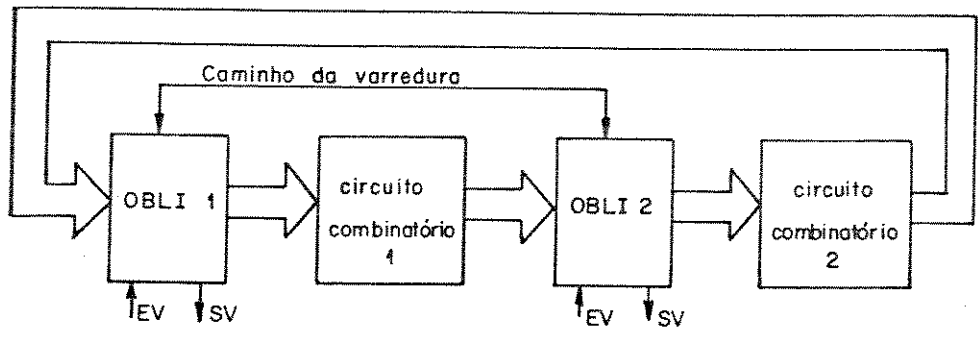 Caminho da varredura
OBLI 1
circuito
combinatório
1
OBLI 2
circuito
combinatório
2
EV
SV
EV
SV